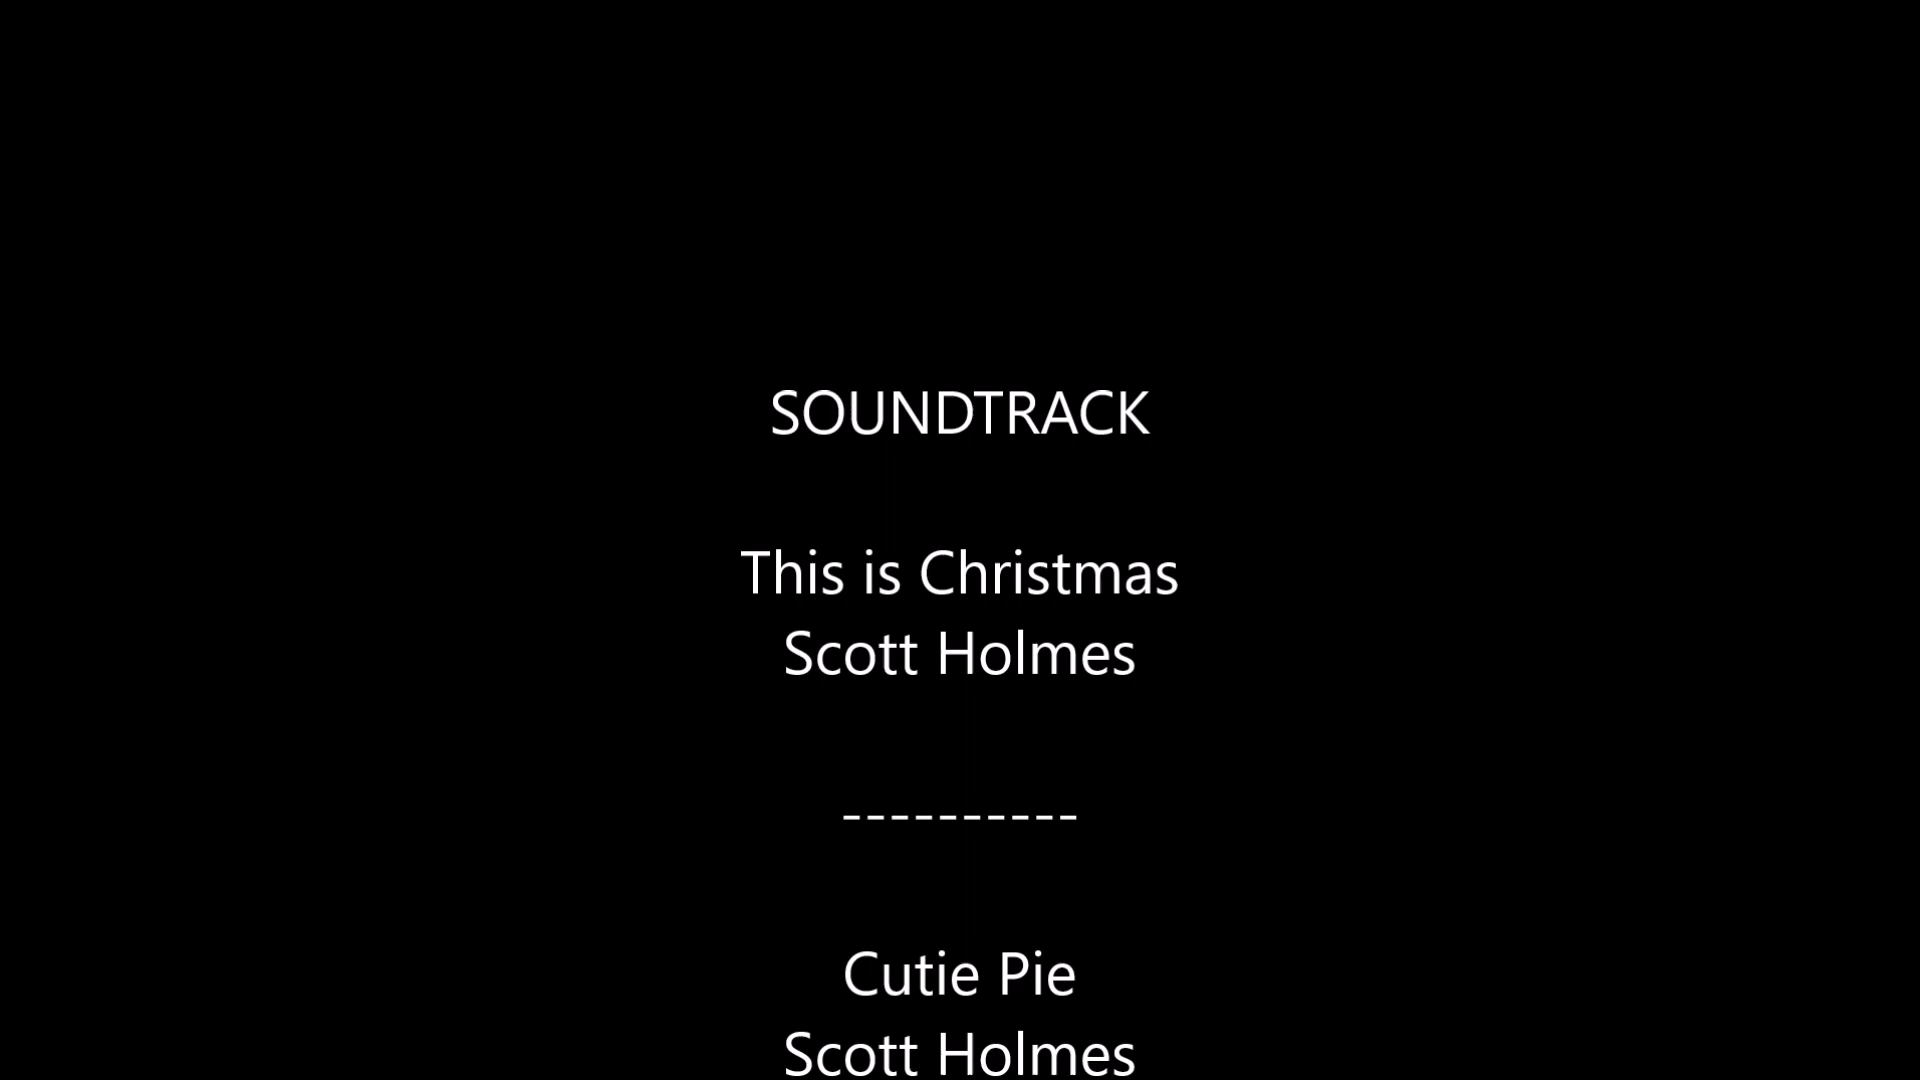 SOUNDTRACK
This is Christmas
Scott Holmes
----------
Cutie Pie
Scott Holmes